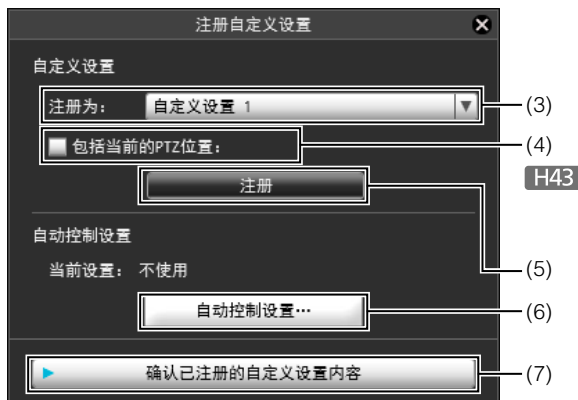 注册自定义设置
自定义设置
注册为： 自定义设置 1 (3)
包括当前的PTZ位置： (4)
H43
注册 (5)
自动控制设置
当前设置： 不使用
自动控制设置… (6)
确认已注册的自定义设置内容 (7)